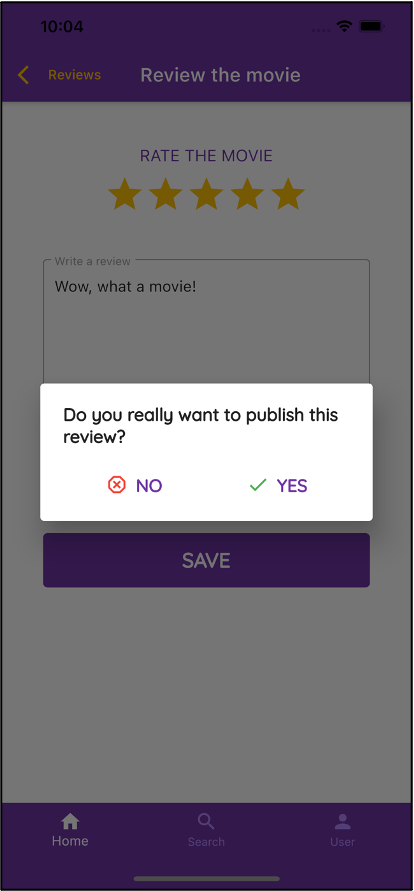 10:04
Reviews
Review the movie
RATE THE MOVIE
Write a review
Wow, what a movie!
Do you really want to publish this
review?
NO
YES
SAVE
Home
Search
User